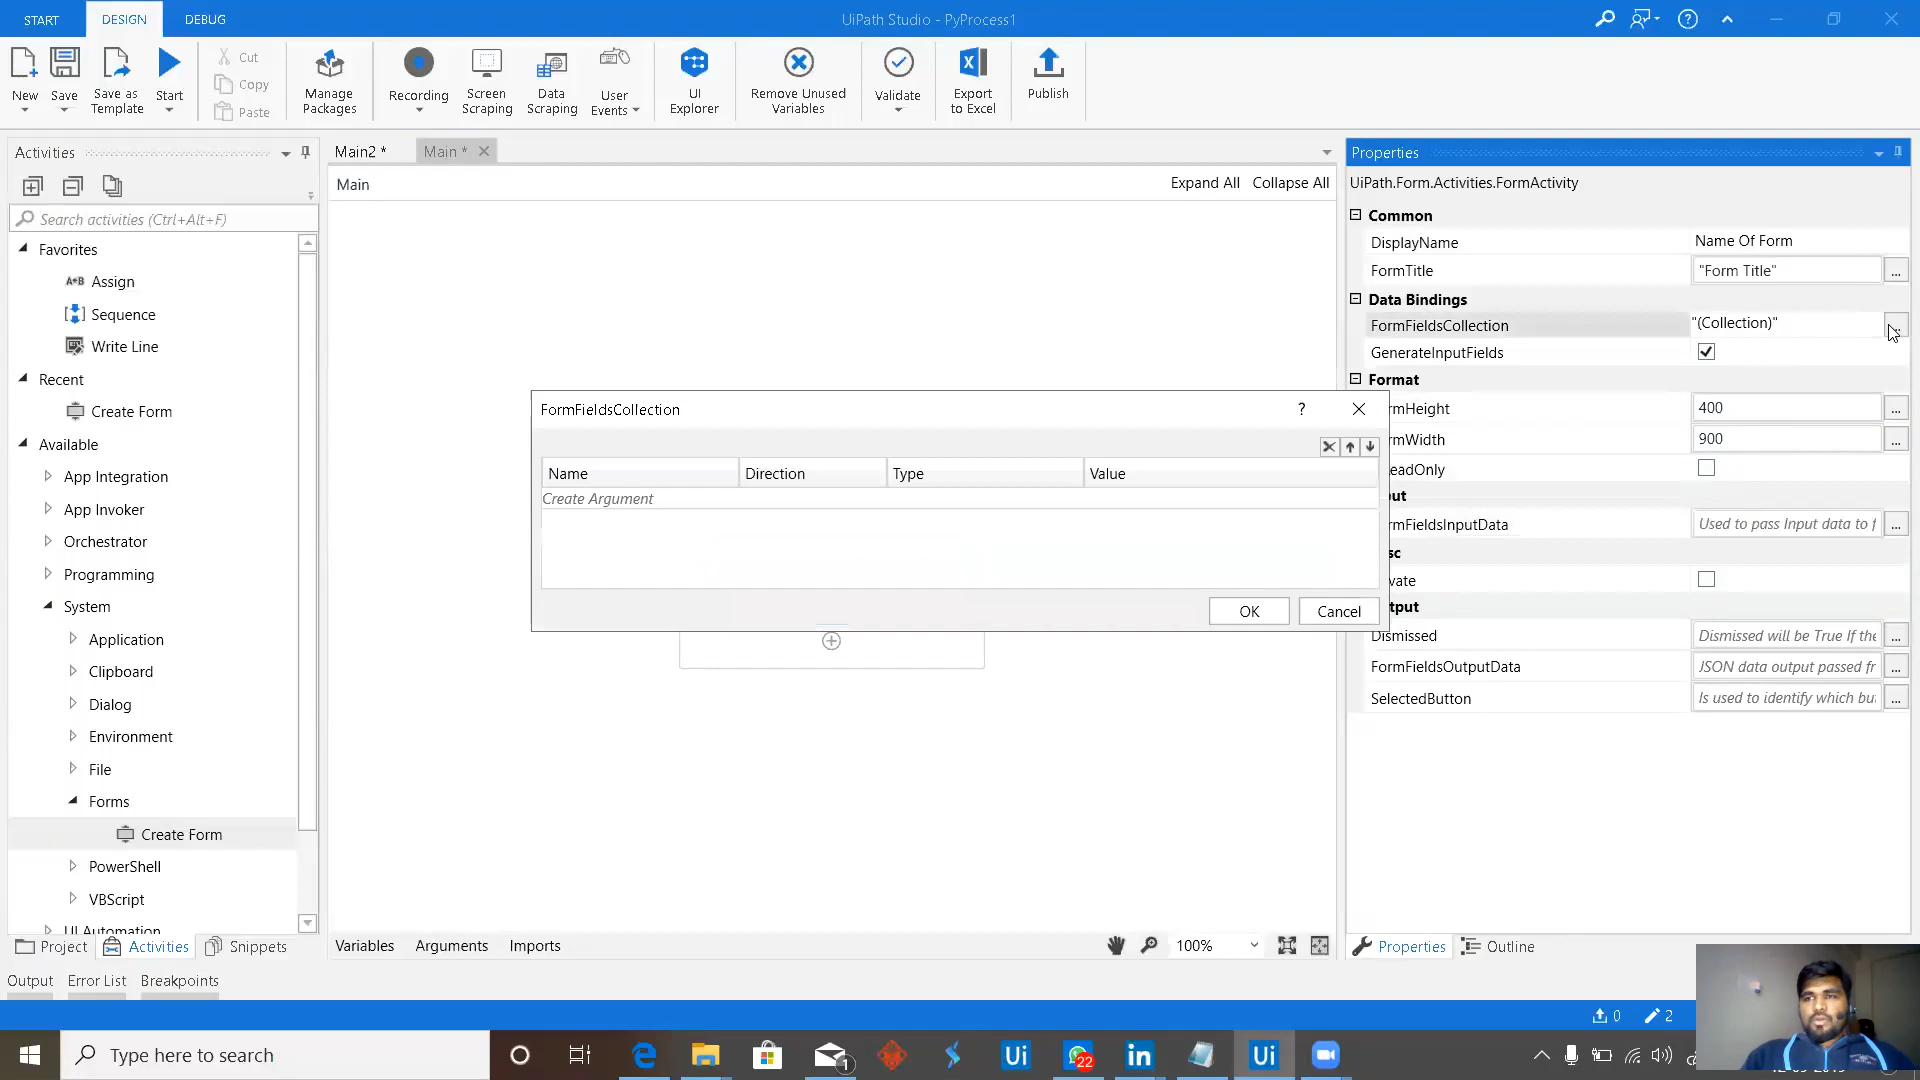 START
DESIGN
DEBUG
UiPath Studio - PyProcess1
New
Save
Save as
Template
Start
Cut
Copy
Paste
Manage
Packages
Recording
Screen
Scraping
Data
Scraping
User
Events
UI
Explorer
Remove Unused
Variables
Validate
Export
to Excel
Publish
Activities
Search activities (Ctrl+Alt+F)
Favorites
Assign
Sequence
Write Line
Recent
Create Form
Available
App Integration
App Invoker
Orchestrator
Programming
System
Application
Clipboard
Dialog
Environment
File
Forms
Create Form
PowerShell
VBScript
UI Automation
Project
Activities
Snippets
Main2 *
Main *
Main
Expand All
Collapse All
FormFieldsCollection
?
Name
Direction
Type
Value
Create Argument
OK
Cancel
Variables
Arguments
Imports
100%
Properties
UiPath.Form.Activities.FormActivity
Common
DisplayName
Name Of Form
FormTitle
"Form Title"
...
Data Bindings
FormFieldsCollection
"(Collection)"
GenerateInputFields
Format
rmHeight
400
...
rmWidth
900
...
eadOnly
ut
rmFieldsInputData
Used to pass Input data to f
...
sc
vate
tput
Dismissed
Dismissed will be True If the
...
FormFieldsOutputData
JSON data output passed fr
...
SelectedButton
Is used to identify which bu
...
Properties
Outline
Output
Error List
Breakpoints
0
2
Type here to search
1
Ui
22
in
Ui